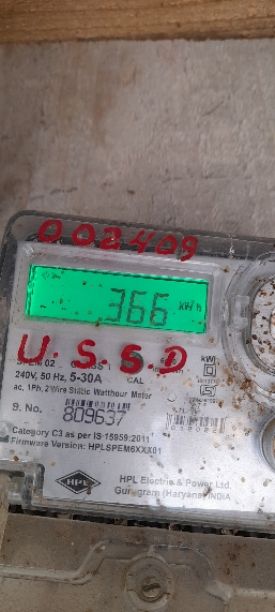 002409
366 kWh
U.S.S.D
240V, 50 Hz, 5-30A CAL
ac, 1Ph, 2 Wire Static Watthour Meter
S. No. 809637
Category C3 as per IS 15959:2011
Firmware Version: HPLSPEM6XXX01
HPL
HPL Electric & Power Ltd.
Gurugram (Haryana) INDIA